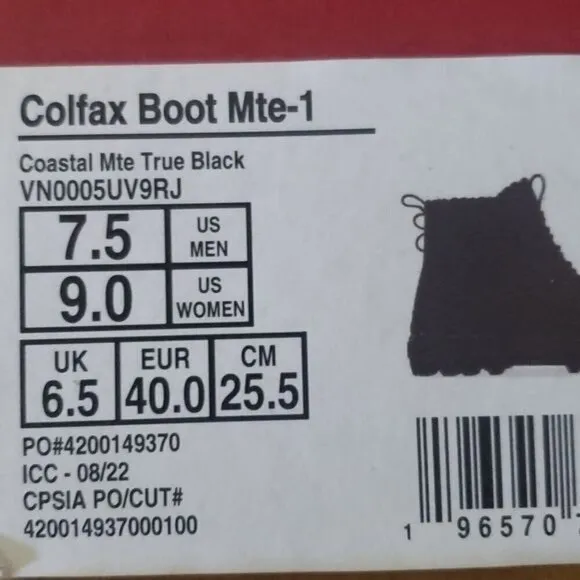 Colfax Boot Mte-1
Coastal Mte True Black
VN0005UV9RJ
7.5 US MEN
9.0 US WOMEN
UK EUR CM
6.5 40.0 25.5
PO#4200149370
ICC - 08/22
CPSIA PO/CUT#
420014937000100
1 96570